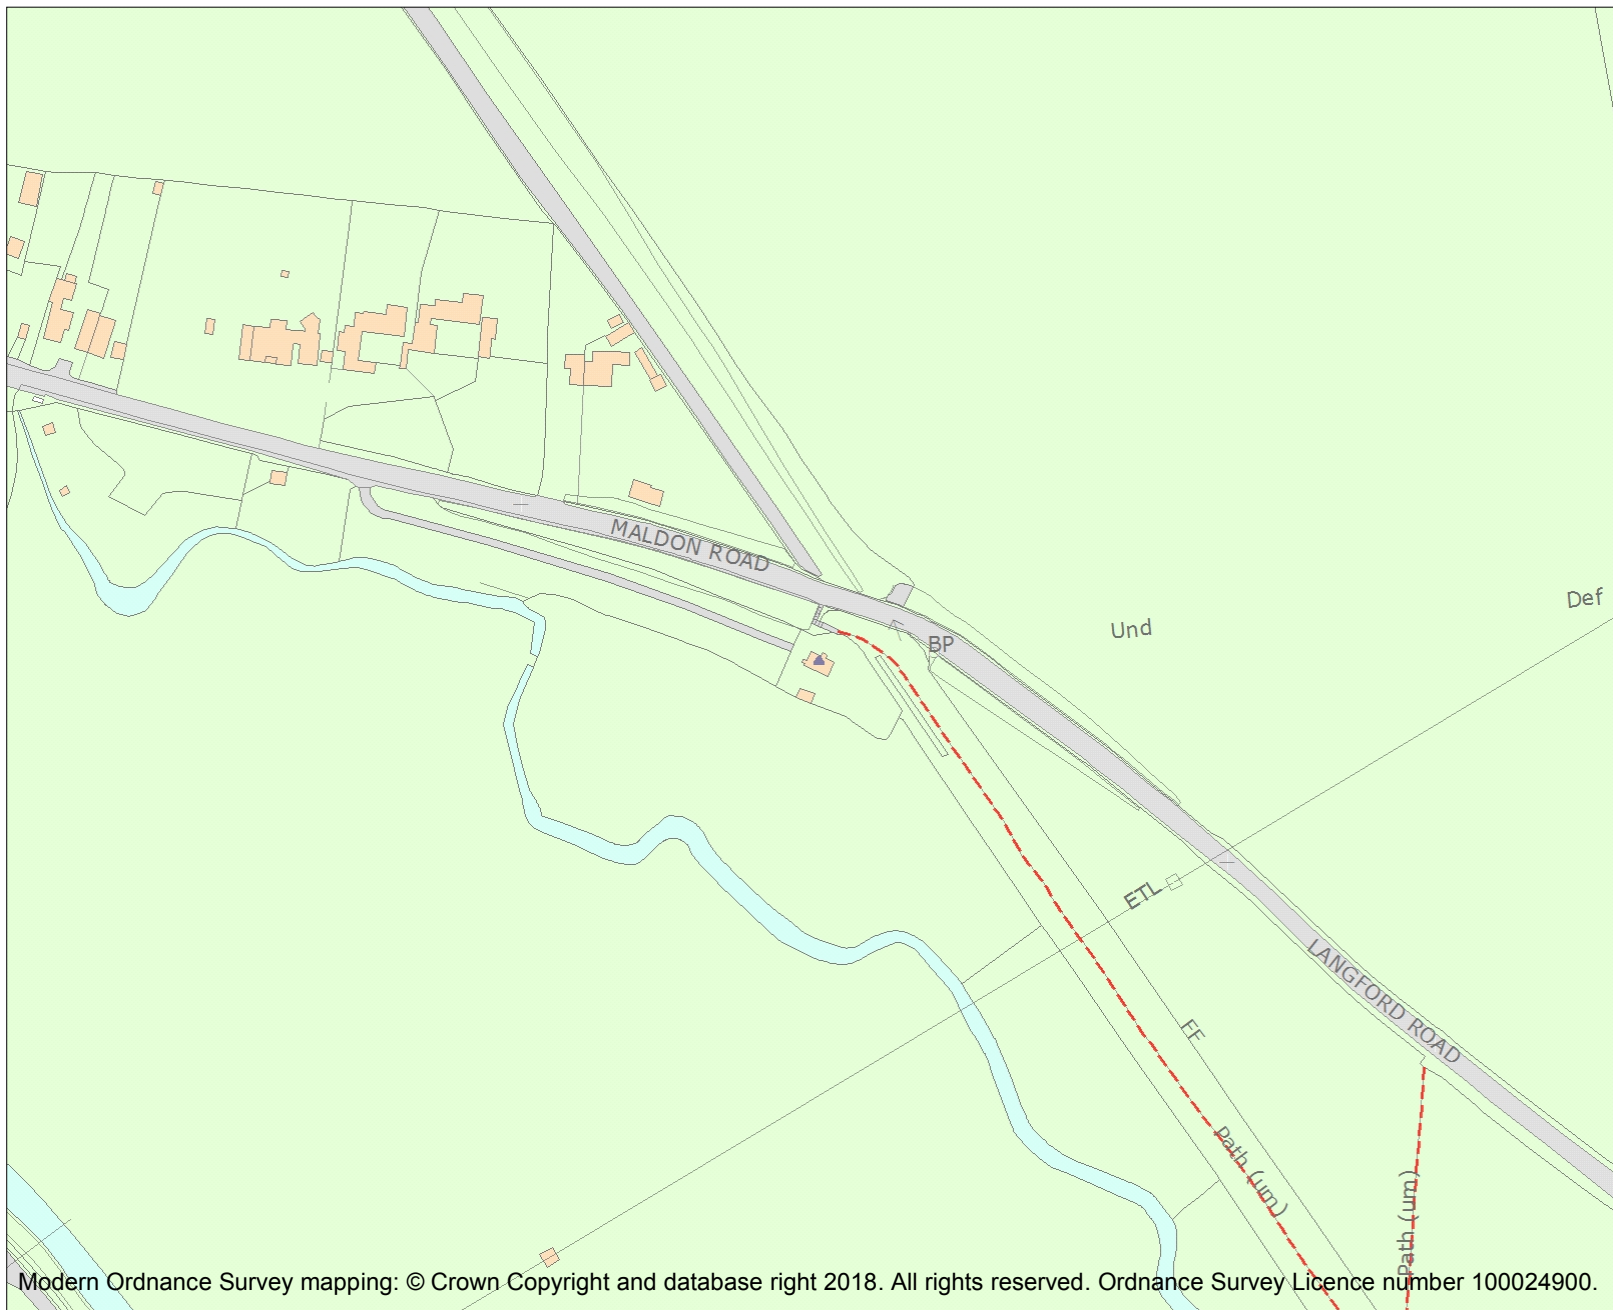 MALDON ROAD
Def
Und
BP
ETL
LANGFORD ROAD
FF
Path (um)
Path (um)
Modern Ordnance Survey mapping: © Crown Copyright and database right 2018. All rights reserved. Ordnance Survey Licence number 100024900.